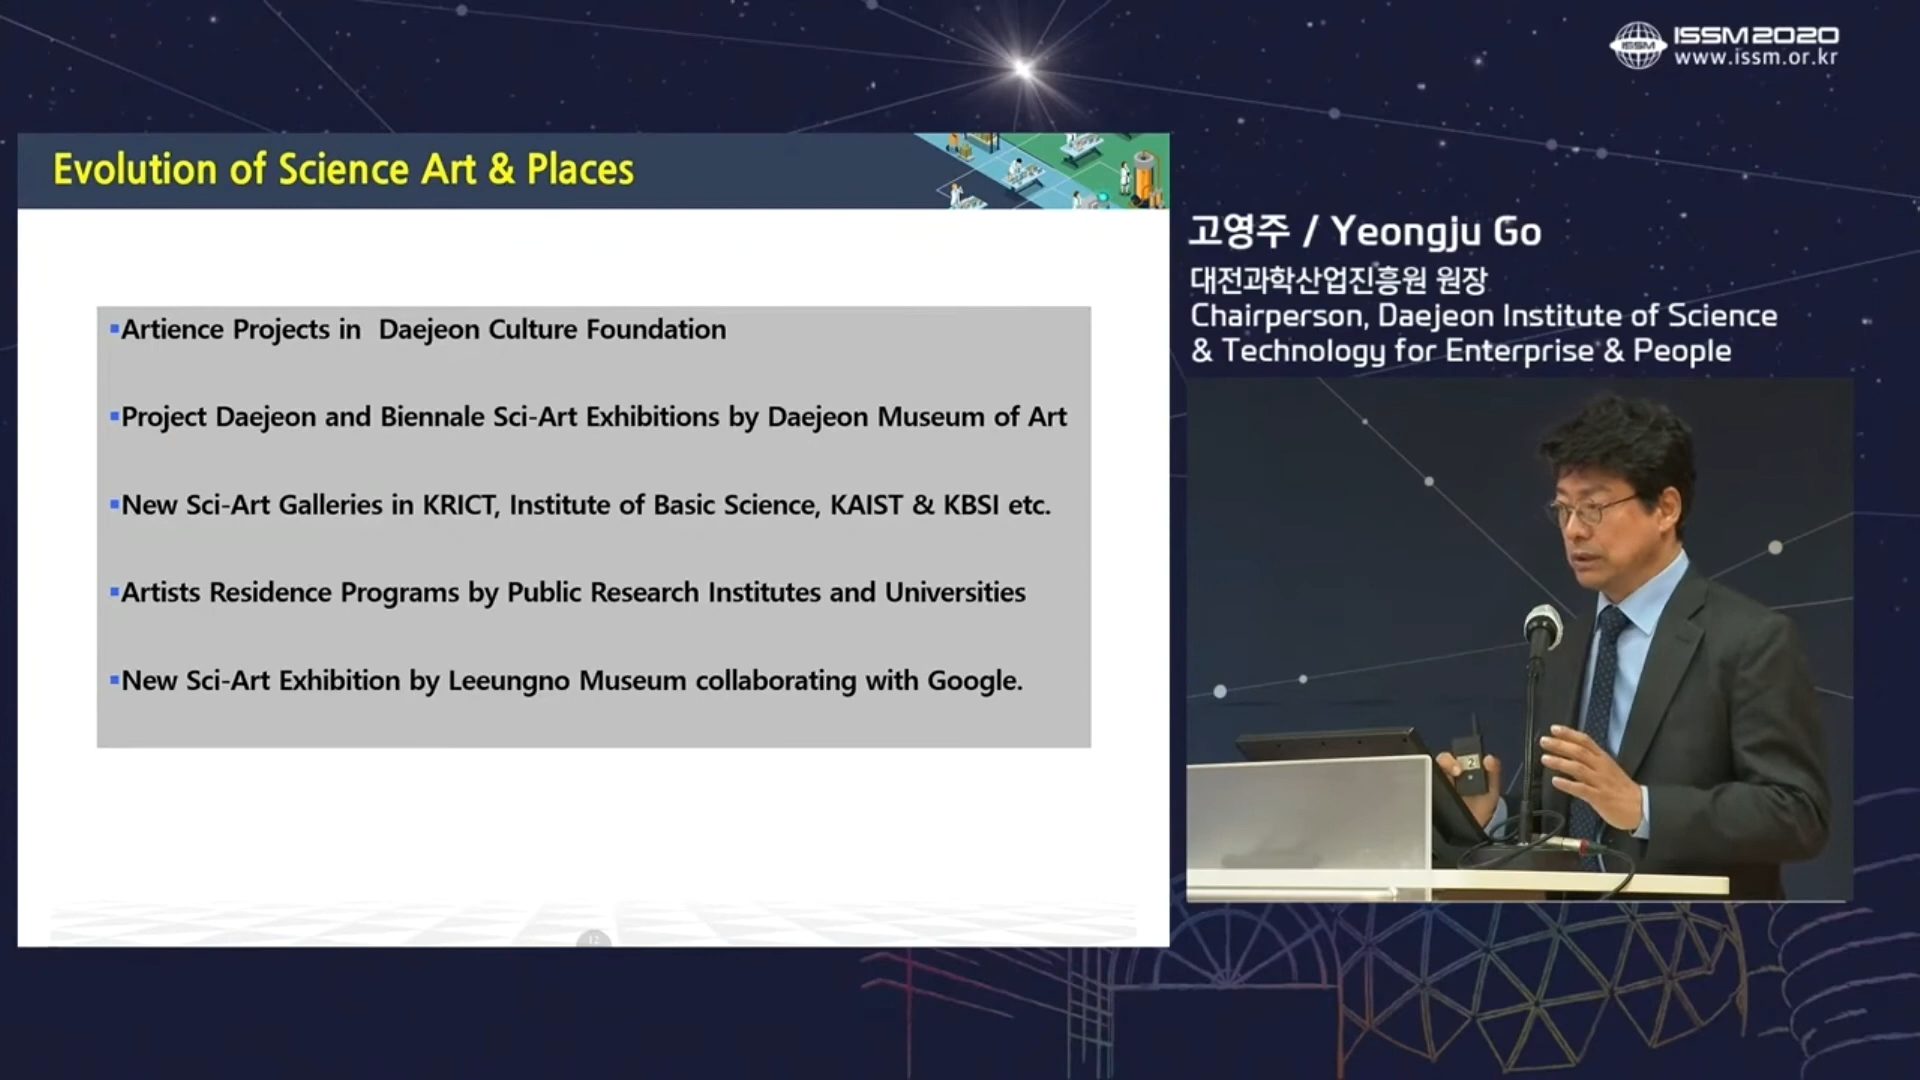 ISSM
ISSM2020
www.issm.or.kr
Evolution of Science Art & Places
▪Artience Projects in  Daejeon Culture Foundation
▪Project Daejeon and Biennale Sci-Art Exhibitions by Daejeon Museum of Art
▪New Sci-Art Galleries in KRICT, Institute of Basic Science, KAIST & KBSI etc.
▪Artists Residence Programs by Public Research Institutes and Universities
▪New Sci-Art Exhibition by Leeungno Museum collaborating with Google.
12
고영주 / Yeongju Go
대전과학산업진흥원 원장
Chairperson, Daejeon Institute of Science
& Technology for Enterprise & People
2